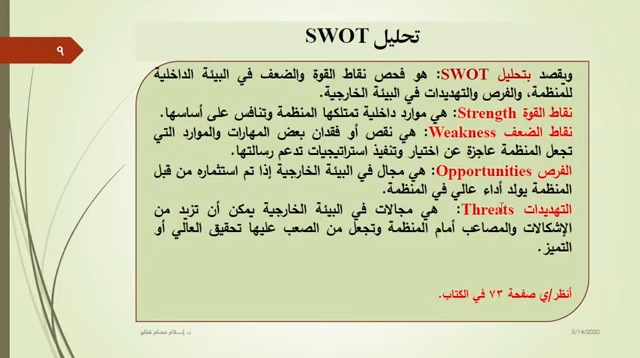 ٩
تحليل SWOT
ويقصد بتحليل SWOT: هو فحص نقاط القوة والضعف في البيئة الداخلية
للمنظمة، والفرص والتهديدات في البيئة الخارجية.
نقاط القوة Strength: هي موارد داخلية تمتلكها المنظمة وتنافس على أساسها.
نقاط الضعف Weakness: هي نقص أو فقدان بعض المهارات والموارد التي
تجعل المنظمة عاجزة عن اختيار وتنفيذ استراتيجيات تدعم رسالتها.
الفرص Opportunities: هي مجال في البيئة الخارجية إذا تم استثماره من قبل
المنظمة يولد أداء عالي في المنظمة.
التهديدات Threats: هي مجالات في البيئة الخارجية يمكن أن تزيد من
الإشكالات والمصاعب أمام المنظمة وتجعل من الصعب عليها تحقيق العالي أو
التميز.
أنظر/ي صفحة ٧٣ في الكتاب.
3/14/2020
د. إسلام عصام هللو